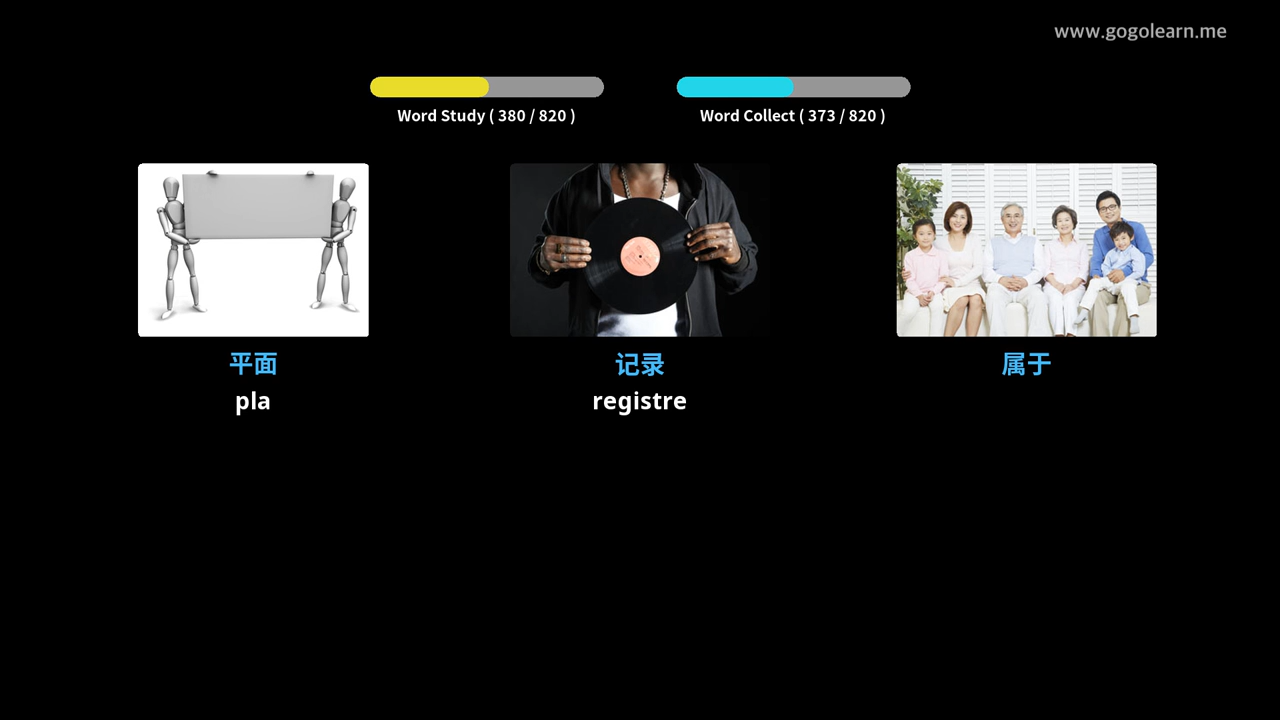 www.gogolearn.me
Word Study ( 380 / 820 )
Word Collect ( 373 / 820 )
平面
记录
属于
pla
registre